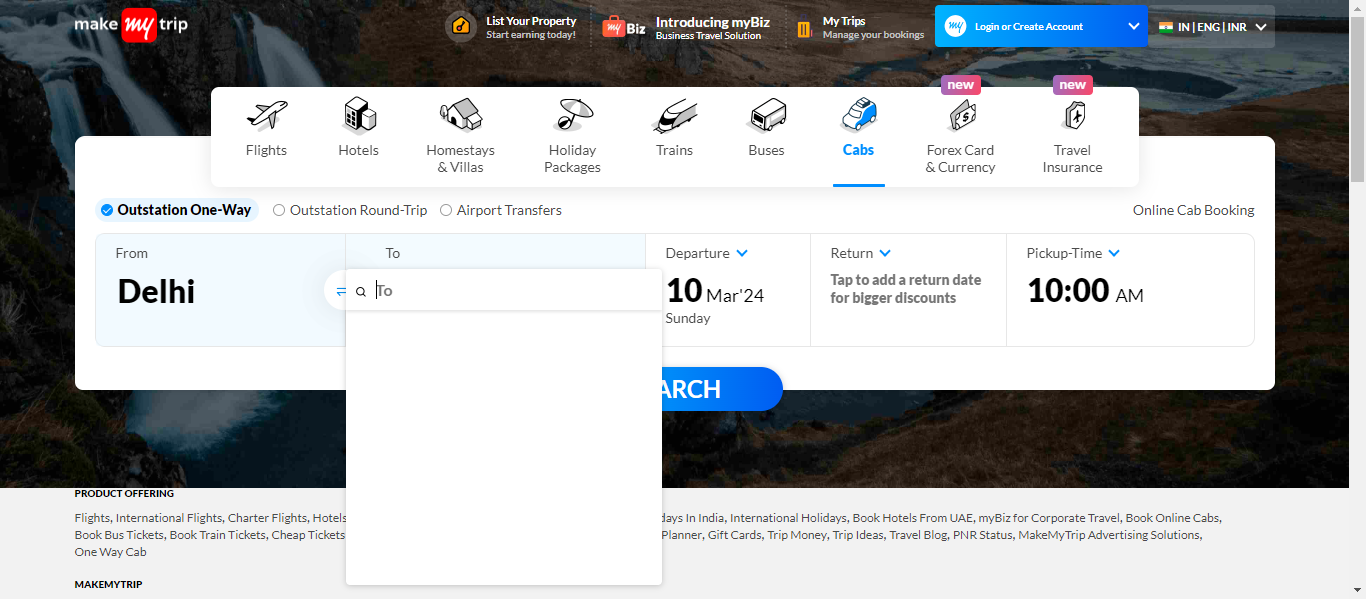 make my trip
List Your Property
Start earning today!
my Biz
Introducing myBiz
Business Travel Solution
My Trips
Manage your bookings
my
Login or Create Account
IN | ENG | INR
new
new
Flights
Hotels
Homestays
& Villas
Holiday
Packages
Trains
Buses
Cabs
Forex Card
& Currency
Travel
Insurance
Outstation One-Way
Outstation Round-Trip
Airport Transfers
Online Cab Booking
From
Delhi
To
To
Departure
10 Mar'24
Sunday
Return
Tap to add a return date
for bigger discounts
Pickup-Time
10:00 AM
ARCH
PRODUCT OFFERING
Flights, International Flights, Charter Flights, Hotels
days In India, International Holidays, Book Hotels From UAE, myBiz for Corporate Travel, Book Online Cabs,
Book Bus Tickets, Book Train Tickets, Cheap Tickets
Planner, Gift Cards, Trip Money, Trip Ideas, Travel Blog, PNR Status, MakeMyTrip Advertising Solutions,
One Way Cab
MAKEMYTRIP